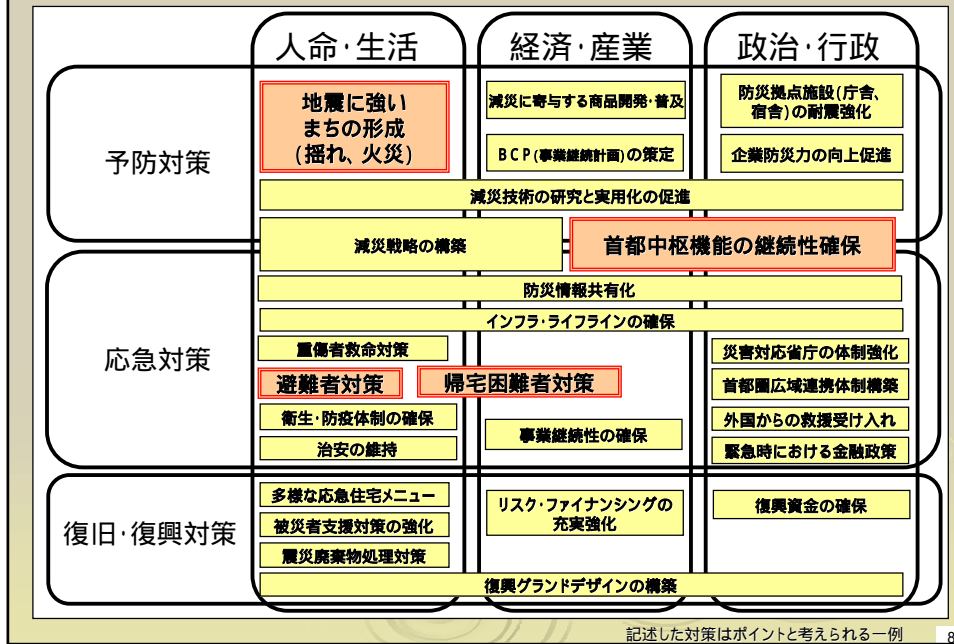 人命・生活
経済・産業
政治・行政
予防対策
地震に強い
まちの形成
(揺れ、火災)
減災に寄与する商品開発・普及
BCP(事業継続計画)の策定
防災拠点施設(庁舎、
宿舎)の耐震強化
企業防災力の向上促進
減災技術の研究と実用化の促進
減災戦略の構築
首都中枢機能の継続性確保
応急対策
防災情報共有化
インフラ・ライフラインの確保
重傷者救命対策
避難者対策
帰宅困難者対策
衛生・防疫体制の確保
治安の維持
事業継続性の確保
災害対応省庁の体制強化
首都圏広域連携体制構築
外国からの救援受け入れ
緊急時における金融政策
復旧・復興対策
多様な応急住宅メニュー
被災者支援対策の強化
震災廃棄物処理対策
リスク・ファイナンシングの
充実強化
復興資金の確保
復興グランドデザインの構築
記述した対策はポイントと考えられる一例
8